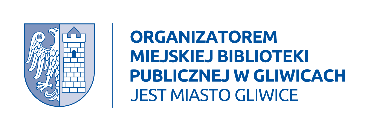 ORGANIZATOREM
MIEJSKIEJ BIBLIOTEKI
PUBLICZNEJ W GLIWICACH
JEST MIASTO GLIWICE